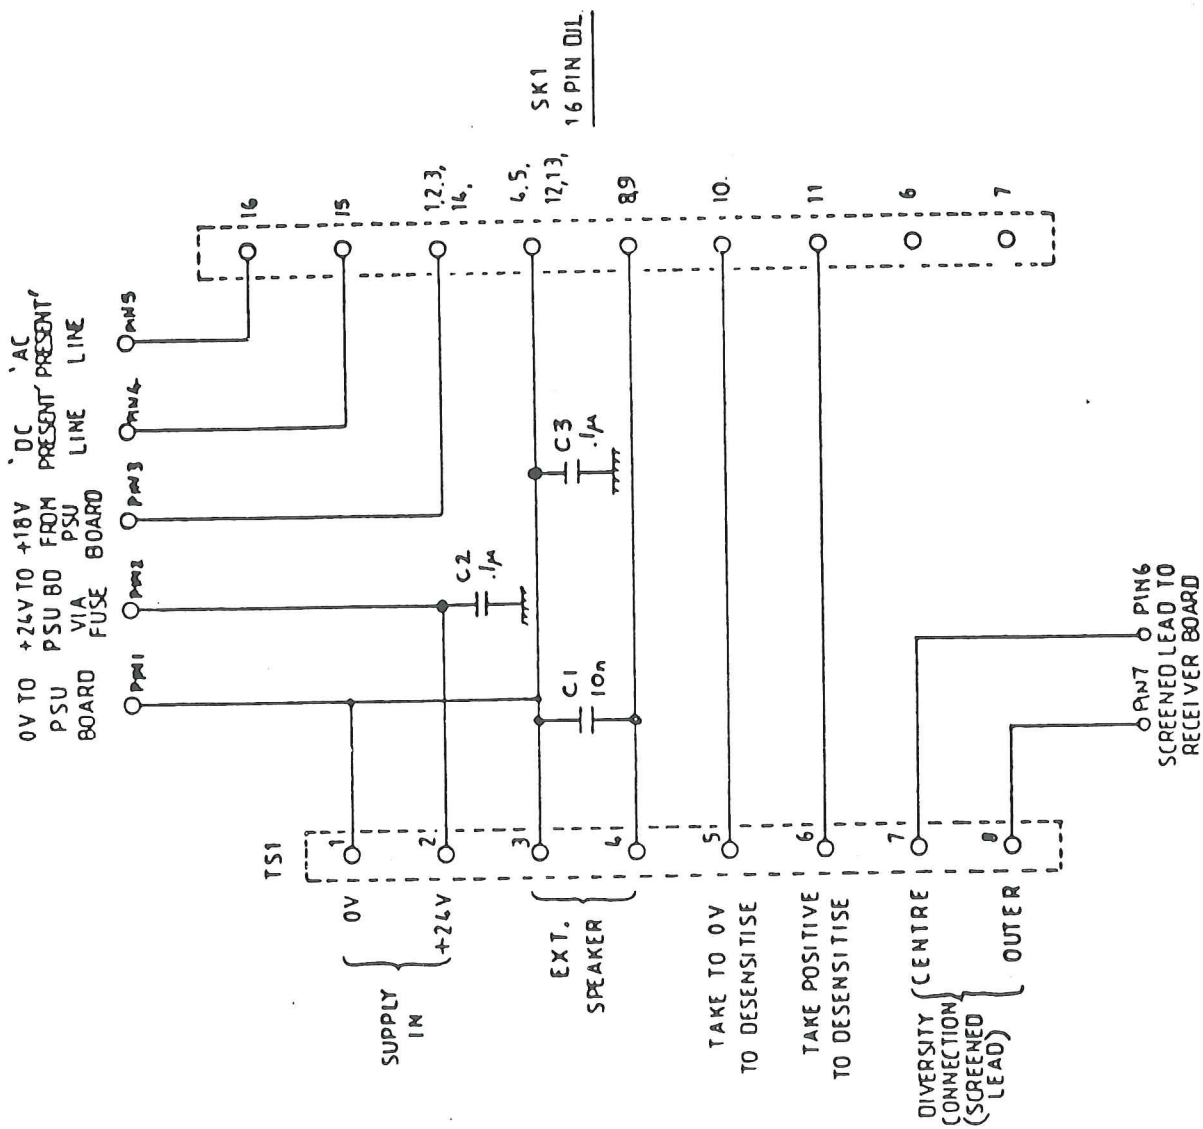 0V TO
PSU
BOARD
+24V TO
PSU BD
VIA
FUSE
+18V
FROM
PSU
BOARD
'DC
PRESENT'
LINE
'AC
PRESENT'
LINE
PIN1
PIN2
PIN3
PIN4
PIN5
SK1
16 PIN DIL
16
15
1,2.3,
14.
4.5.
12,13,
8,9
10.
11
6
7
C1
10n
C2
.1µ
C3
.1µ
TS1
1
2
3
4
5
6
7
8
SUPPLY
IN
0V
+24V
EXT.
SPEAKER
TAKE TO 0V
TO DESENSITISE
TAKE POSITIVE
TO DESENSITISE
DIVERSITY
CONNECTION
(SCREENED
LEAD)
CENTRE
OUTER
PIN7
PIN6
SCREENED LEAD TO
RECEIVER BOARD